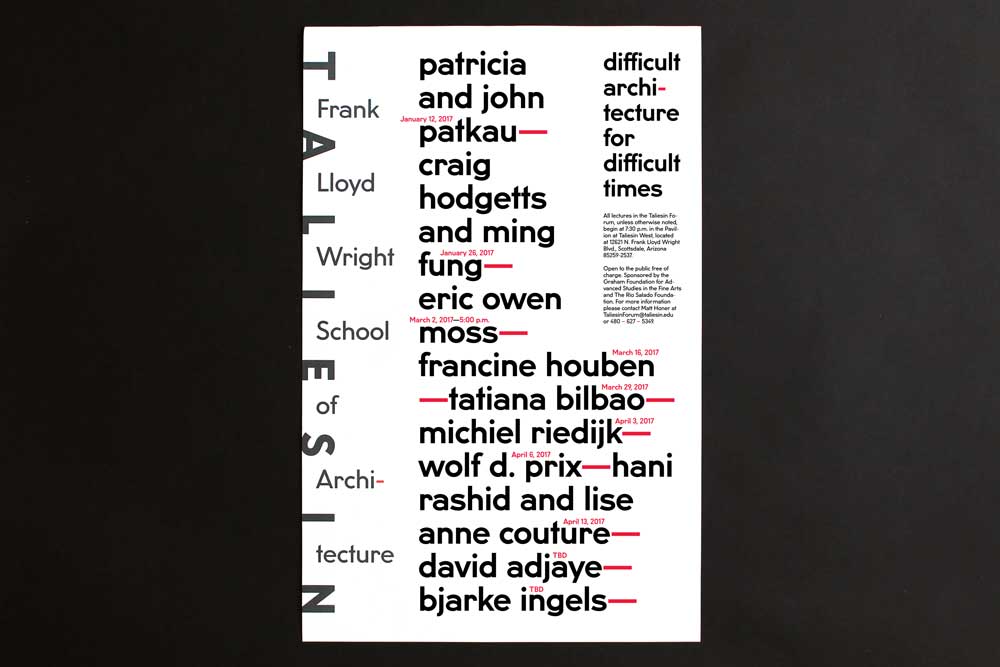 TALIESIN
Frank
Lloyd
Wright
School
of
Archi-
tecture
patricia
and john
January 12, 2017
patkau—
craig
hodgetts
and ming
January 26, 2017
fung—
eric owen
March 2, 2017—5:00 p.m.
moss—
March 16, 2017
francine houben
March 29, 2017
—tatiana bilbao—
April 3, 2017
michiel riedijk—
April 6, 2017
wolf d. prix—hani
rashid and lise
April 13, 2017
anne couture—
TBD
david adjaye—
TBD
bjarke ingels—
difficult
archi-
tecture
for
difficult
times
All lectures in the Taliesin Fo-
rum, unless otherwise noted,
begin at 7:30 p.m. in the Pavil-
ion at Taliesin West, located
at 12621 N. Frank Lloyd Wright
Blvd., Scottsdale, Arizona
85259-2537.
Open to the public free of
charge. Sponsored by the
Graham Foundation for Ad-
vanced Studies in the Fine Arts
and The Rio Salado Founda-
tion. For more information
please contact Matt Honer at
TaliesinForum@taliesin.edu
or 480 – 627 – 5349.